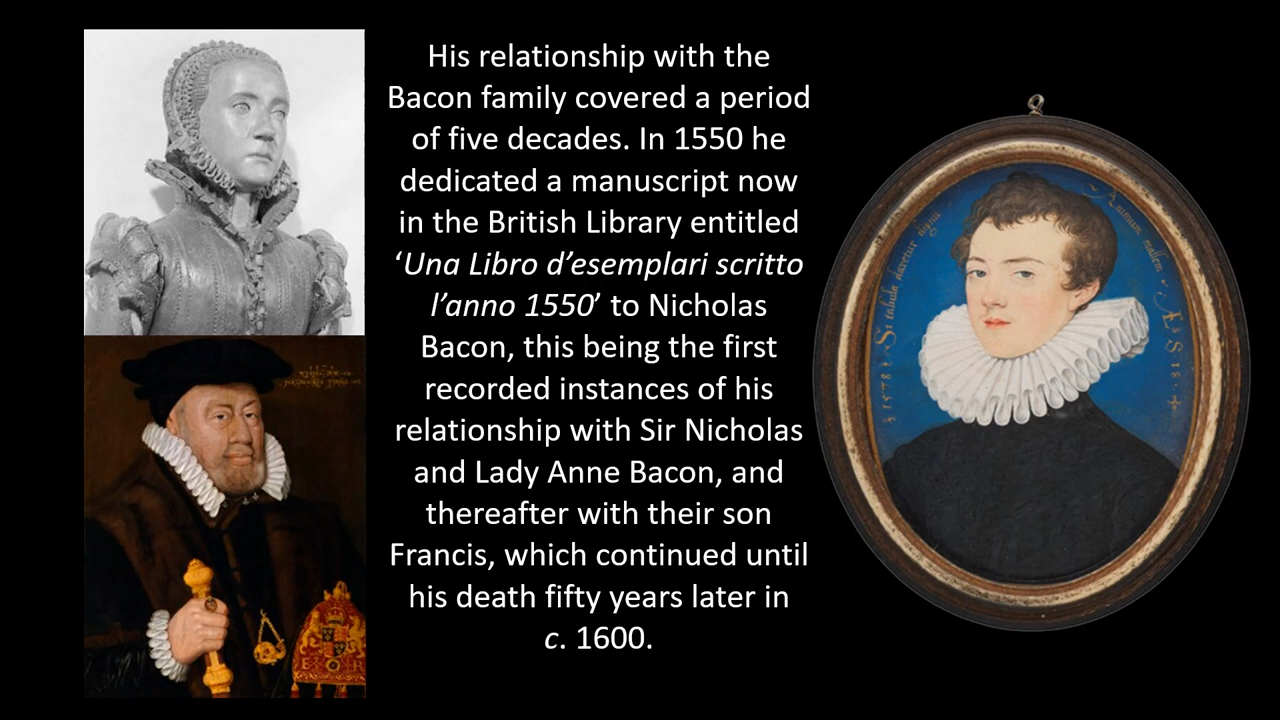 His relationship with the
Bacon family covered a period
of five decades. In 1550 he
dedicated a manuscript now
in the British Library entitled
‘Una Libro d’esemplari scritto
l’anno 1550’ to Nicholas
Bacon, this being the first
recorded instances of his
relationship with Sir Nicholas
and Lady Anne Bacon, and
thereafter with their son
Francis, which continued until
his death fifty years later in
c. 1600.
1578 Si tabula daretur digna
Animum mallem Æ S 18
E R